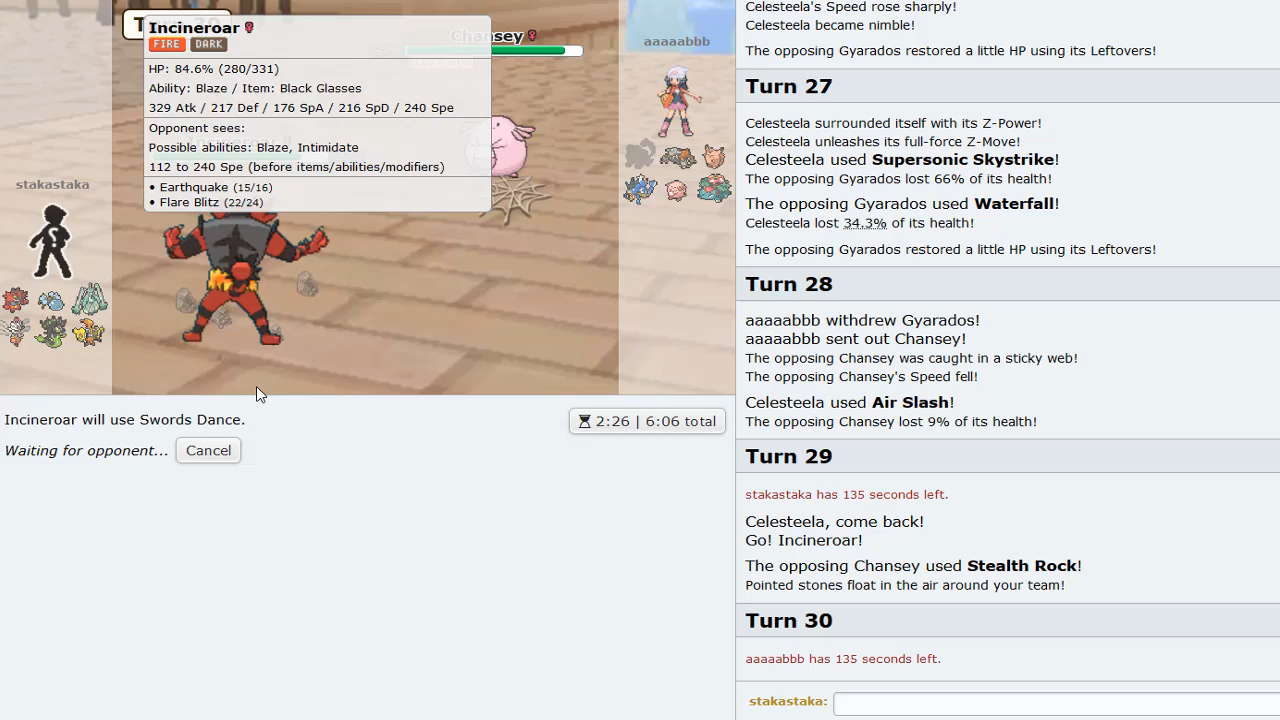 Incineroar
FIRE DARK
HP: 84.6% (280/331)
Ability: Blaze / Item: Black Glasses
329 Atk / 217 Def / 176 SpA / 216 SpD / 240 Spe
Opponent sees:
Possible abilities: Blaze, Intimidate
112 to 240 Spe (before items/abilities/modifiers)
• Earthquake (15/16)
• Flare Blitz (22/24)
Chansey
stakastaka
aaaaabbb
Incineroar will use Swords Dance.
2:26 | 6:06 total
Waiting for opponent... Cancel
Celesteela's Speed rose sharply!
Celesteela became nimble!
The opposing Gyarados restored a little HP using its Leftovers!
Turn 27
Celesteela surrounded itself with its Z-Power!
Celesteela unleashes its full-force Z-Move!
Celesteela used Supersonic Skystrike!
The opposing Gyarados lost 66% of its health!
The opposing Gyarados used Waterfall!
Celesteela lost 34.3% of its health!
The opposing Gyarados restored a little HP using its Leftovers!
Turn 28
aaaaabbb withdrew Gyarados!
aaaaabbb sent out Chansey!
The opposing Chansey was caught in a sticky web!
The opposing Chansey's Speed fell!
Celesteela used Air Slash!
The opposing Chansey lost 9% of its health!
Turn 29
stakastaka has 135 seconds left.
Celesteela, come back!
Go! Incineroar!
The opposing Chansey used Stealth Rock!
Pointed stones float in the air around your team!
Turn 30
aaaaabbb has 135 seconds left.
stakastaka: